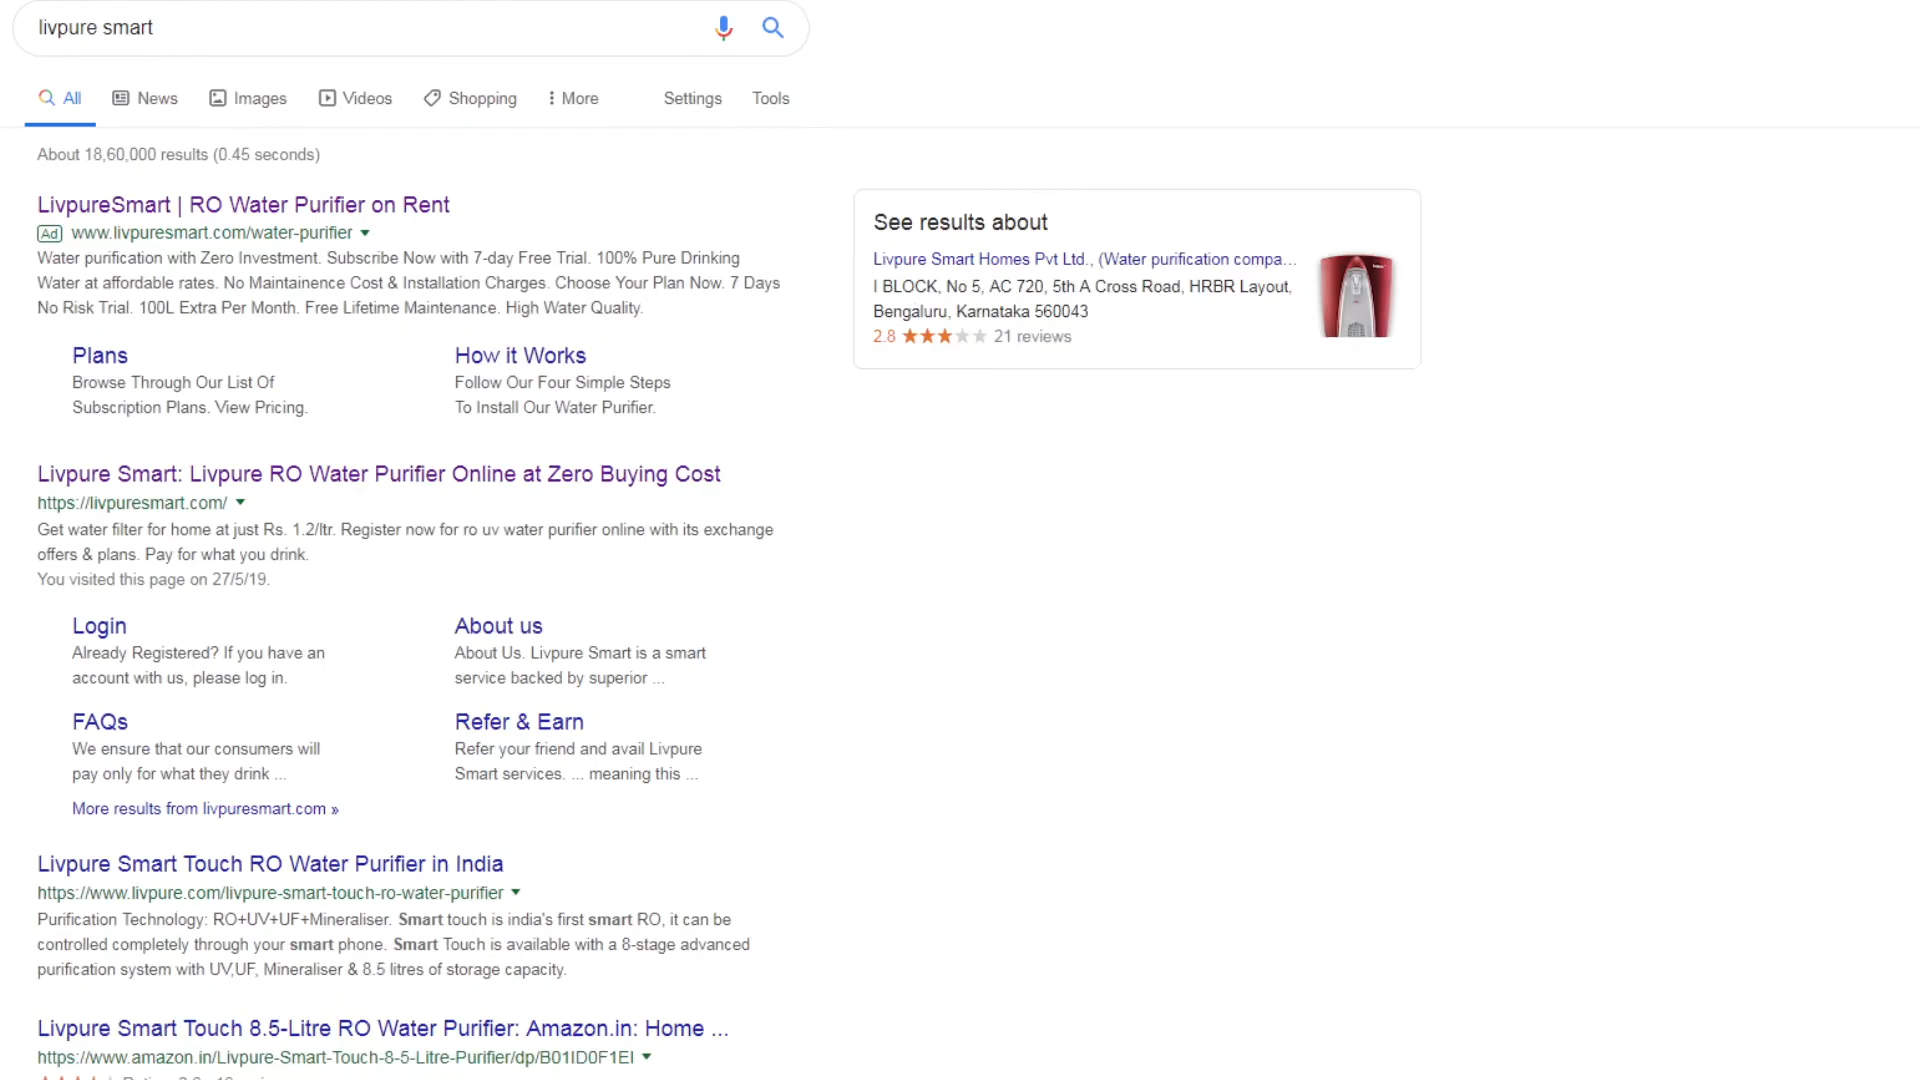 livpure smart
All News Images Videos Shopping More Settings Tools
About 18,60,000 results (0.45 seconds)
LivpureSmart | RO Water Purifier on Rent
Ad www.livpuresmart.com/water-purifier
Water purification with Zero Investment. Subscribe Now with 7-day Free Trial. 100% Pure Drinking
Water at affordable rates. No Maintainence Cost & Installation Charges. Choose Your Plan Now. 7 Days
No Risk Trial. 100L Extra Per Month. Free Lifetime Maintenance. High Water Quality.
Plans
Browse Through Our List Of
Subscription Plans. View Pricing.
How it Works
Follow Our Four Simple Steps
To Install Our Water Purifier.
Livpure Smart: Livpure RO Water Purifier Online at Zero Buying Cost
https://livpuresmart.com/
Get water filter for home at just Rs. 1.2/ltr. Register now for ro uv water purifier online with its exchange
offers & plans. Pay for what you drink.
You visited this page on 27/5/19.
Login
Already Registered? If you have an
account with us, please log in.
About us
About Us. Livpure Smart is a smart
service backed by superior ...
FAQs
We ensure that our consumers will
pay only for what they drink ...
Refer & Earn
Refer your friend and avail Livpure
Smart services. ... meaning this ...
More results from livpuresmart.com »
Livpure Smart Touch RO Water Purifier in India
https://www.livpure.com/livpure-smart-touch-ro-water-purifier
Purification Technology: RO+UV+UF+Mineraliser. Smart touch is india's first smart RO, it can be
controlled completely through your smart phone. Smart Touch is available with a 8-stage advanced
purification system with UV,UF, Mineraliser & 8.5 litres of storage capacity.
Livpure Smart Touch 8.5-Litre RO Water Purifier: Amazon.in: Home ...
https://www.amazon.in/Livpure-Smart-Touch-8-5-Litre-Purifier/dp/B01ID0F1EI
See results about
Livpure Smart Homes Pvt Ltd., (Water purification compa...
I BLOCK, No 5, AC 720, 5th A Cross Road, HRBR Layout,
Bengaluru, Karnataka 560043
2.8 21 reviews